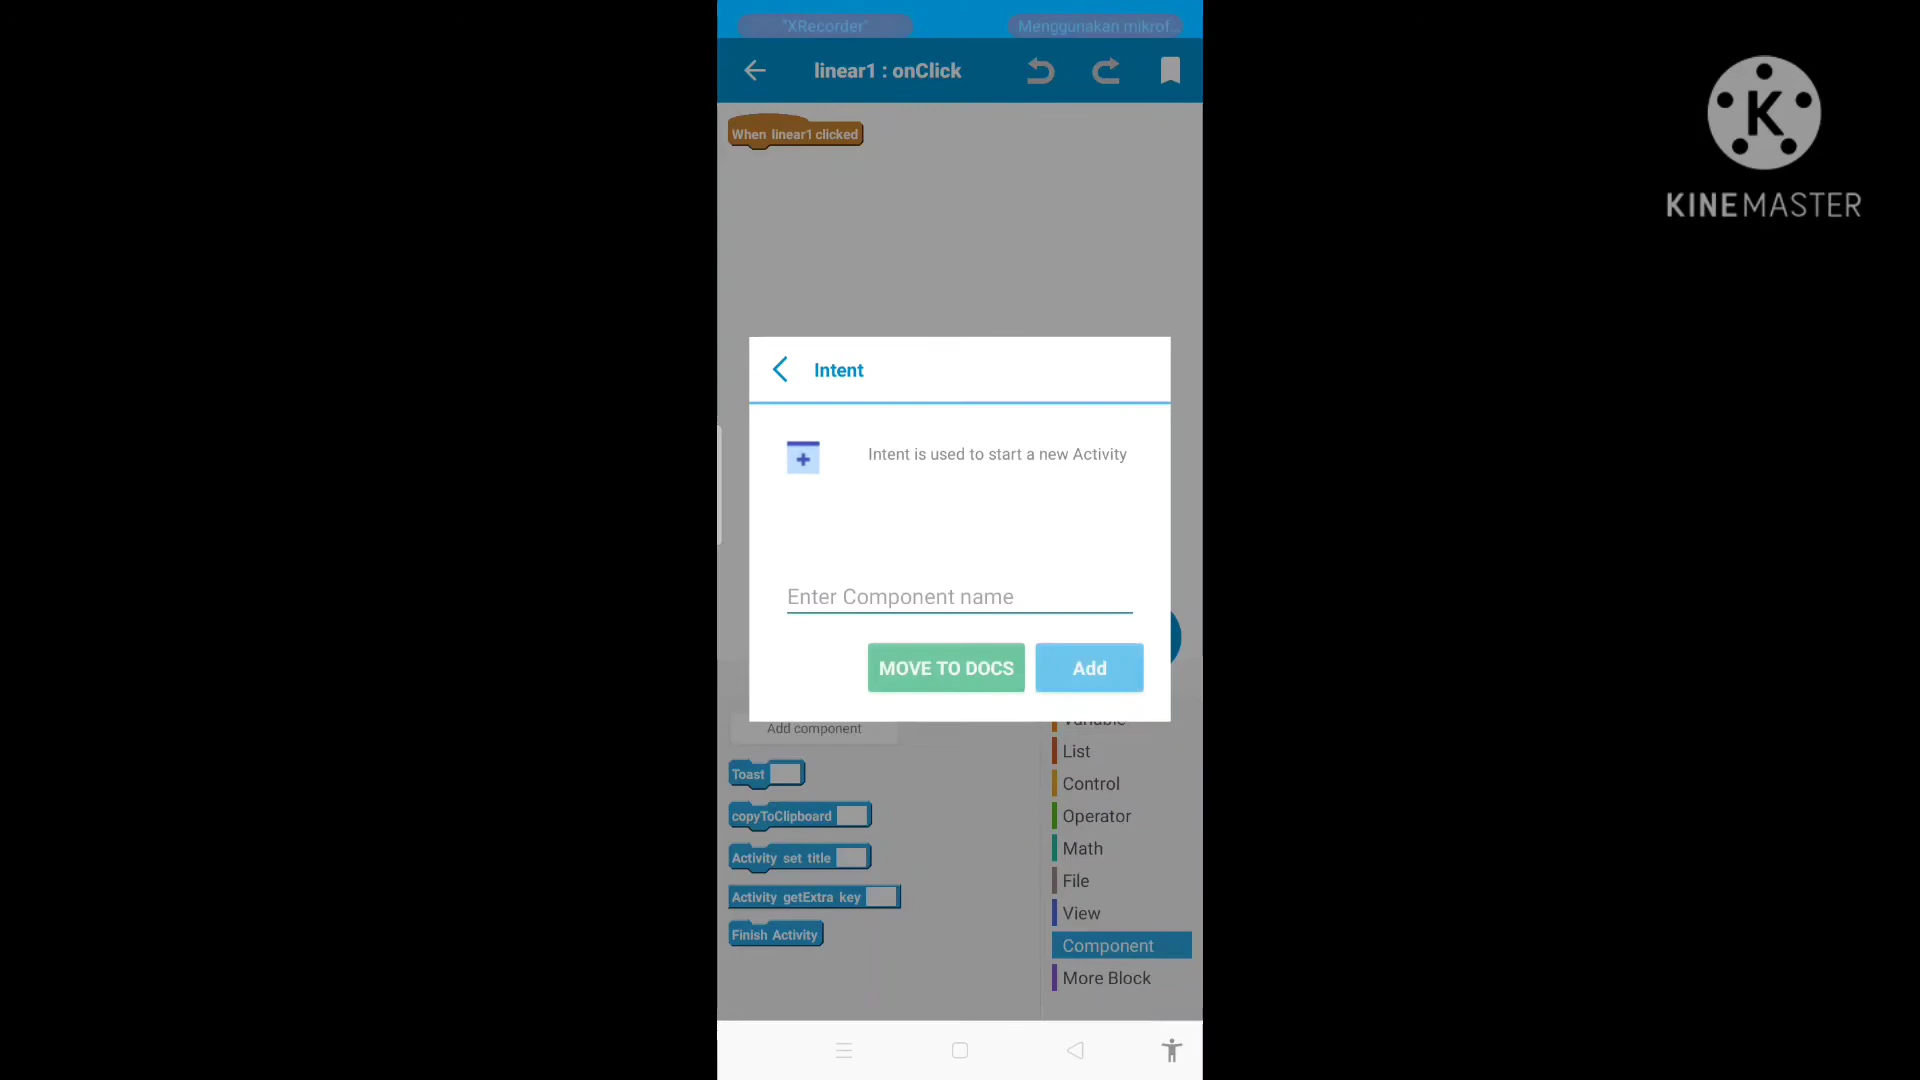 "XRecorder"
Menggunakan mikrof...
linear1 : onClick
When linear1 clicked
K
KINEMASTER
Intent
Intent is used to start a new Activity
Enter Component name
MOVE TO DOCS
Add
Add component
Toast
copyToClipboard
Activity set title
Activity getExtra key
Finish Activity
Variable
List
Control
Operator
Math
File
View
Component
More Block